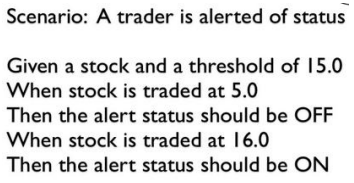 Scenario: A trader is alerted of status
Given a stock and a threshold of 15.0
When stock is traded at 5.0
Then the alert status should be OFF
When stock is traded at 16.0
Then the alert status should be ON